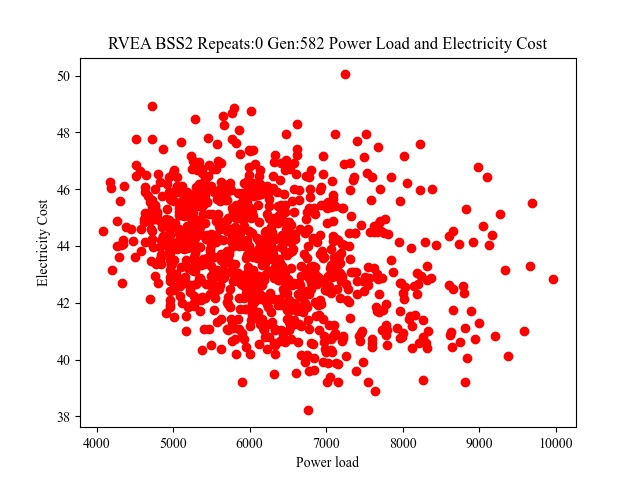 RVEA BSS2 Repeats:0 Gen:582 Power Load and Electricity Cost
50
48
46
44
42
40
38
Electricity Cost
4000 5000 6000 7000 8000 9000 10000
Power load